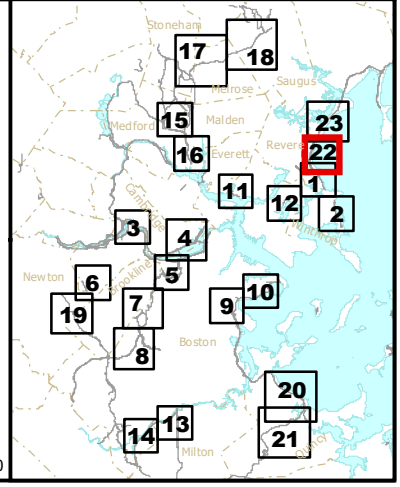 Stoneham
17
18
Melrose
Saugus
15
Medford
Malden
23
16
Everett
Revere
22
11
1
12
2
Cambridge
Winthrop
3
4
Brookline
5
Newton
6
10
19
7
9
8
Boston
20
13
14
21
Milton
Quincy
0